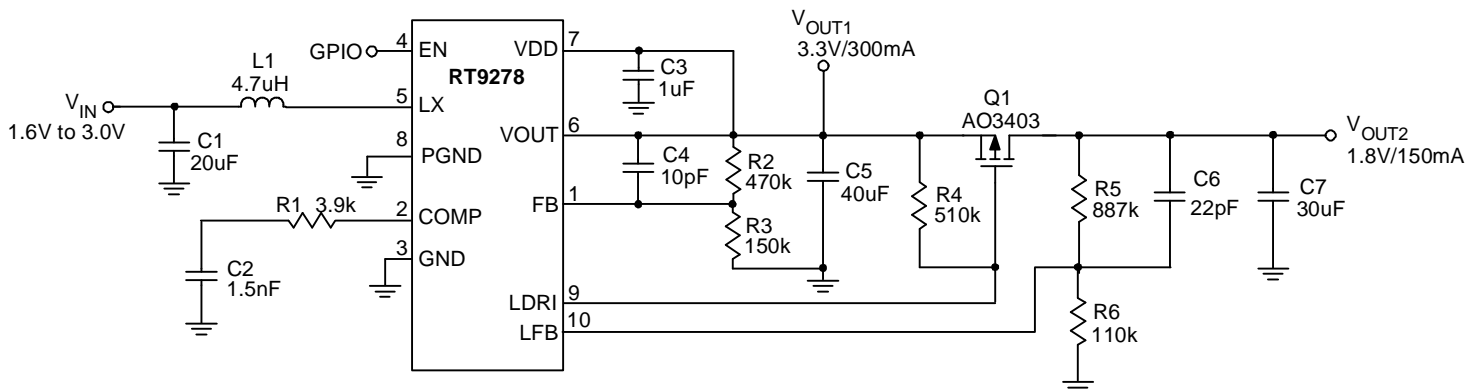 V_OUT1
3.3V/300mA
GPIO
4
EN
VDD
7
RT9278
C3
1uF
L1
4.7uH
V_IN
1.6V to 3.0V
5
LX
C1
20uF
Q1
AO3403
VOUT
6
V_OUT2
1.8V/150mA
8
PGND
C4
10pF
R2
470k
C5
40uF
R4
510k
R5
887k
C6
22pF
C7
30uF
FB
1
R1 3.9k
2
COMP
R3
150k
3
GND
C2
1.5nF
LDRI
9
LFB
10
R6
110k